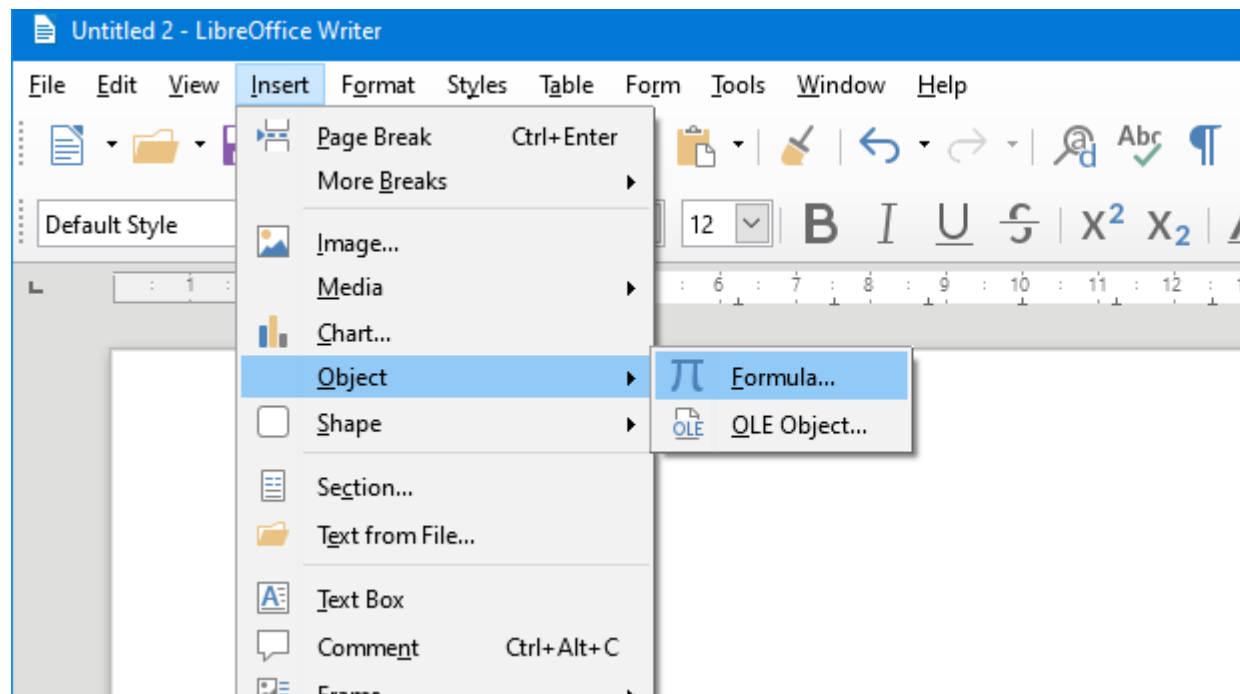 Untitled 2 - LibreOffice Writer
File Edit View Insert Format Styles Table Form Tools Window Help
Page Break Ctrl+Enter
Abc
More Breaks
Default Style 12 B I U S X2 X2
Image...
1 6 7 8 9 10 11 12
Media
Chart...
Object
π Formula...
Shape
OLE OLE Object...
Section...
Text from File...
A Text Box
Comment Ctrl+Alt+C
Frame